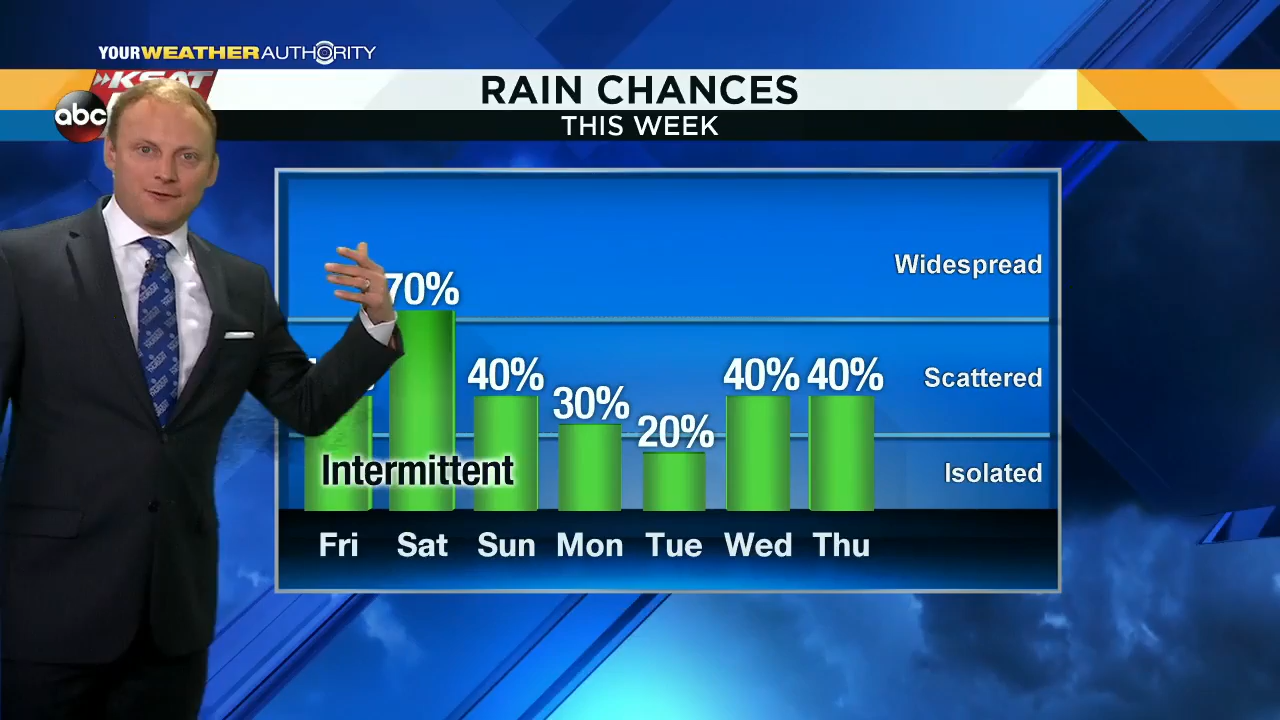 YOURWEATHERAUTHORITY
KSAT
abc
RAIN CHANCES
THIS WEEK
Widespread
70%
40%
40% 40%
Scattered
30%
20%
Intermittent
Isolated
Fri Sat Sun Mon Tue Wed Thu